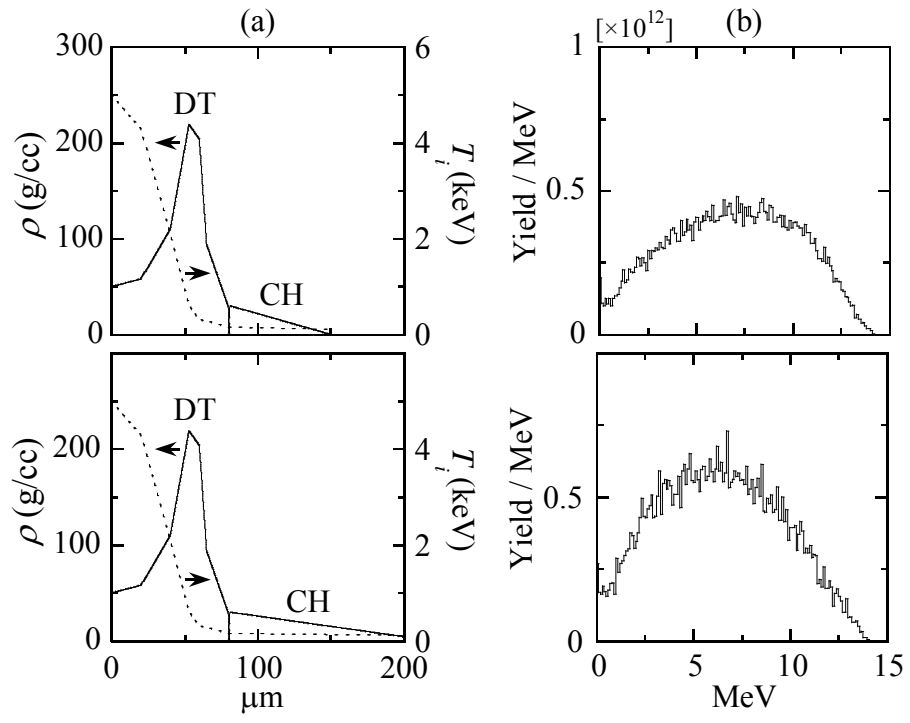 (a)
(b)
300
200
100
0
ρ (g/cc)
DT
CH
6
4
2
0
T_i (keV)
[×10¹²]
1
0.5
0
Yield / MeV
200
100
0
ρ (g/cc)
DT
CH
4
2
0
T_i (keV)
0 100 200
μm
0.5
0
Yield / MeV
0 5 10 15
MeV